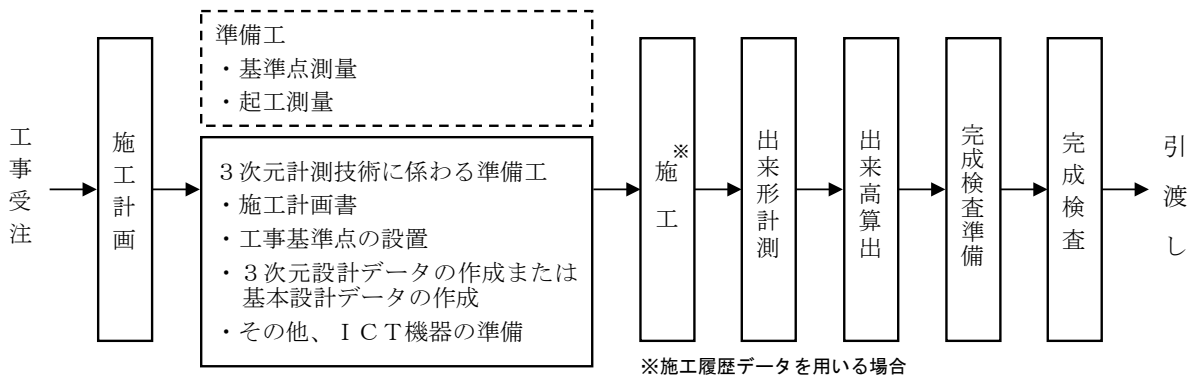 工事受注
施工計画
準備工
・基準点測量
・起工測量
3次元計測技術に係わる準備工
・施工計画書
・工事基準点の設置
・3次元設計データの作成または
基本設計データの作成
・その他、ICT機器の準備
※
施工
出来形計測
出来高算出
完成検査準備
完成検査
引渡し
※施工履歴データを用いる場合